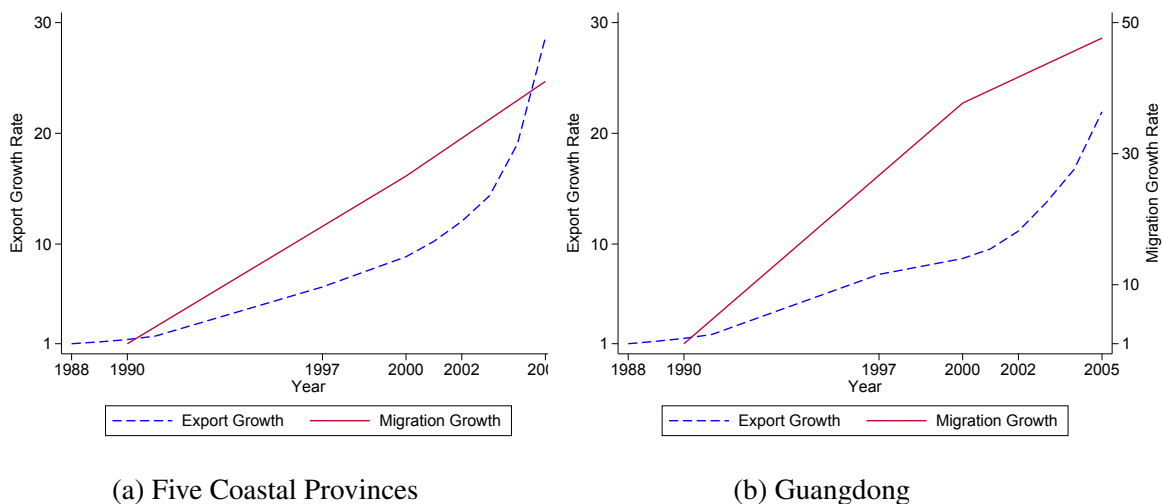 30
20
10
1
Export Growth Rate
1988 1990 1997 2000 2002
Year
Export Growth Migration Growth
(a) Five Coastal Provinces
30
20
10
1
Export Growth Rate
50
30
10
1
Migration Growth Rate
1988 1990 1997 2000 2002 2005
Year
Export Growth Migration Growth
(b) Guangdong